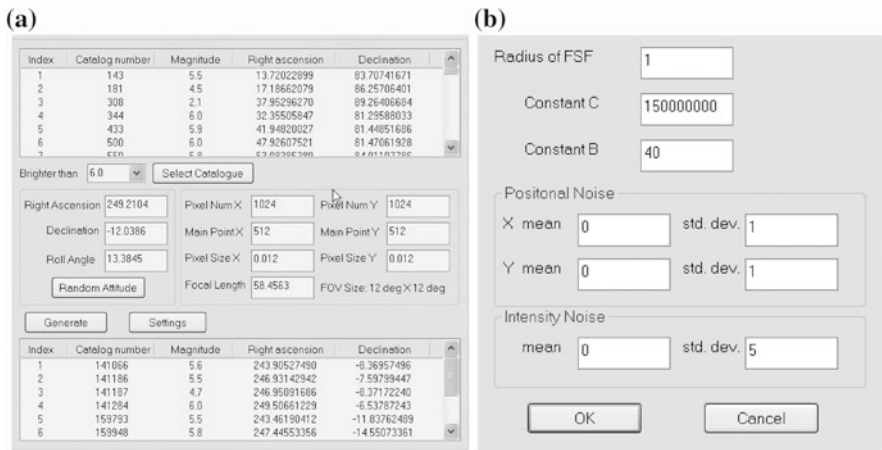 (a)
Index Catalog number Magnitude Right ascension Declination
1 143 5.5 13.72022899 83.70741671
2 181 4.5 17.18662079 86.25706401
3 308 2.1 37.95296270 89.26406684
4 344 6.0 32.35505847 81.29588033
5 433 5.9 41.94820027 81.44851686
6 500 6.0 47.92607521 81.47061928
7 550 5.8
Brighter than 6.0 Select Catalogue
Right Ascension 249.2104
Declination -12.0386
Roll Angle 13.3845
Random Attitude
Pixel Num X 1024 Pixel Num Y 1024
Main Point X 512 Main Point Y 512
Pixel Size X 0.012 Pixel Size Y 0.012
Focal Length 58.4563 FOV Size: 12 deg X 12 deg
Generate Settings
Index Catalog number Magnitude Right ascension Declination
1 141066 5.6 243.90527490 -8.36957496
2 141186 5.5 246.93142942 -7.59799447
3 141187 4.7 246.95091686 -8.37172240
4 141284 6.0 249.50661229 -6.53787243
5 159793 5.5 243.46190412 -11.83762489
6 159948 5.8 247.44553356 -14.55073361
(b)
Radius of FSF 1
Constant C 150000000
Constant B 40
Positonal Noise
X mean 0 std. dev. 1
Y mean 0 std. dev. 1
Intensity Noise
mean 0 std. dev. 5
OK Cancel